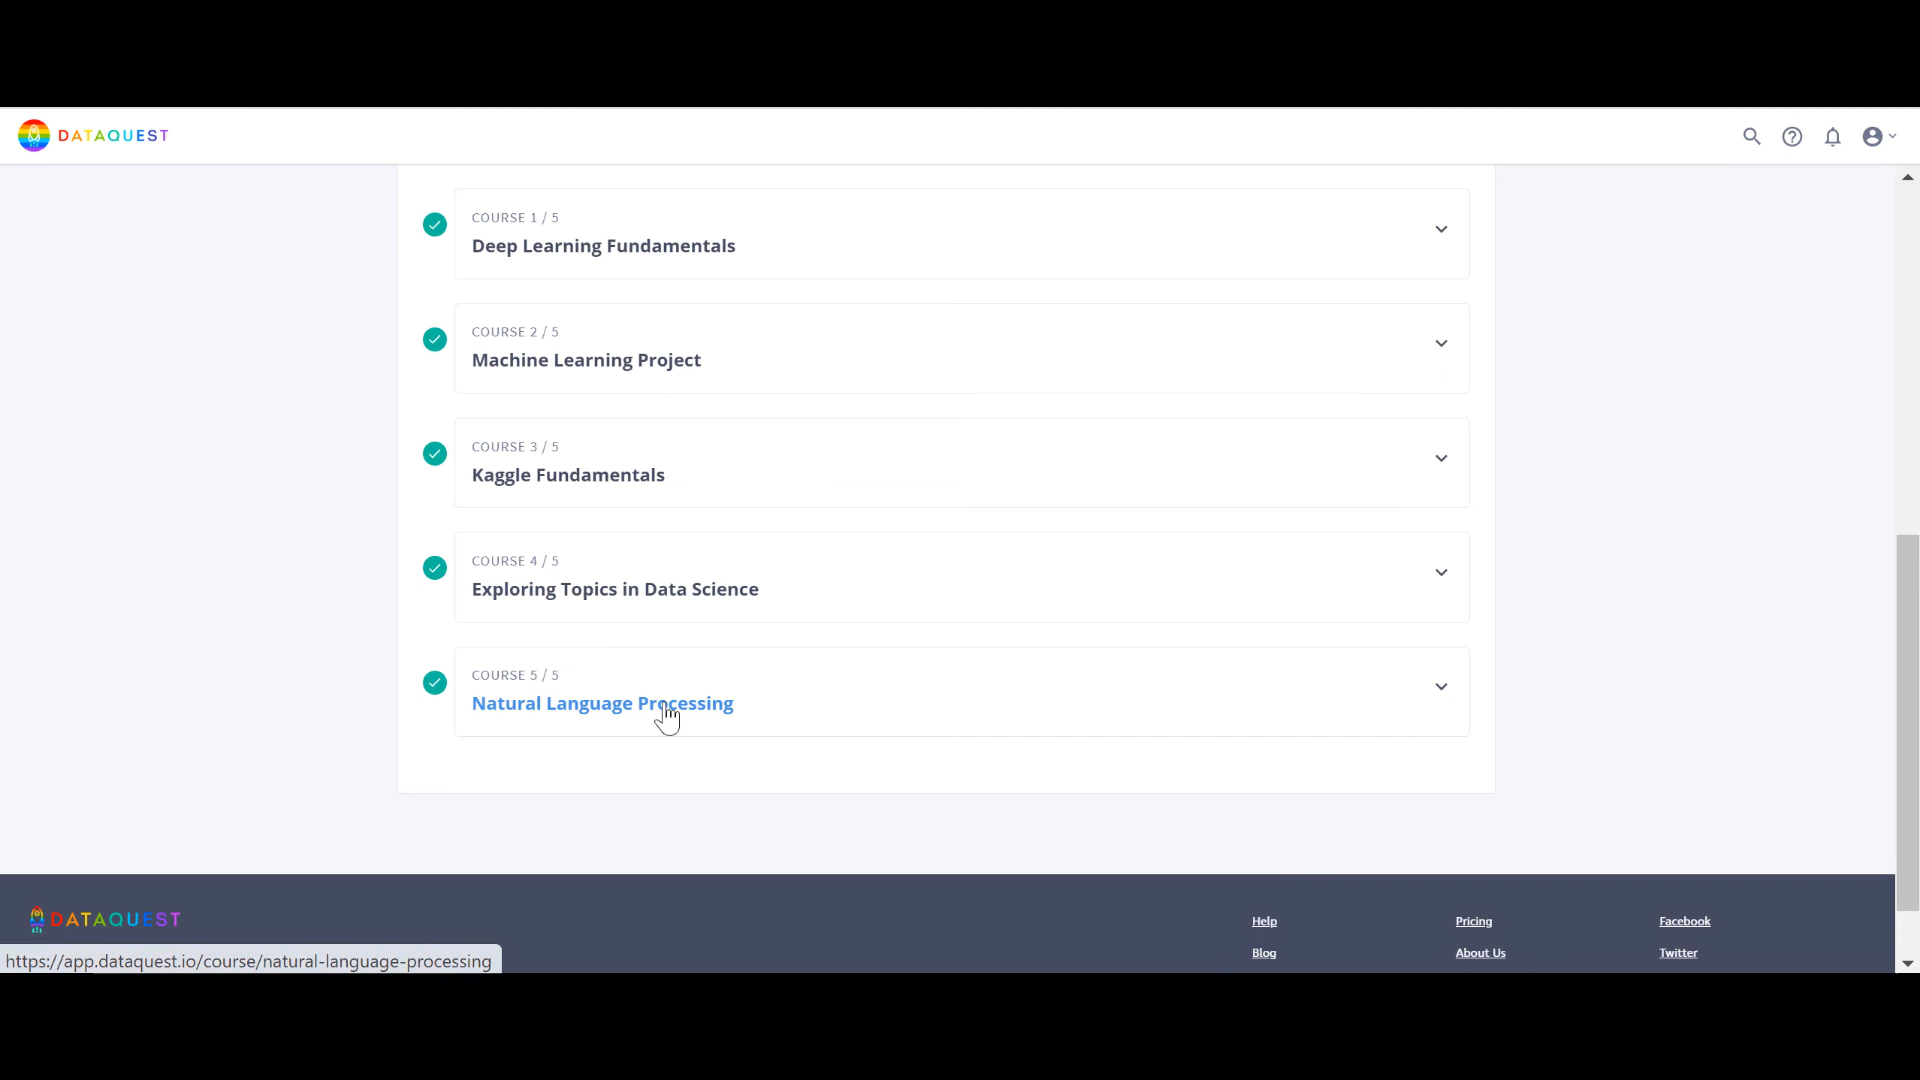 DATAQUEST
COURSE 1 / 5
Deep Learning Fundamentals
COURSE 2 / 5
Machine Learning Project
COURSE 3 / 5
Kaggle Fundamentals
COURSE 4 / 5
Exploring Topics in Data Science
COURSE 5 / 5
Natural Language Processing
DATAQUEST
Help
Pricing
Facebook
Blog
About Us
Twitter
https://app.dataquest.io/course/natural-language-processing